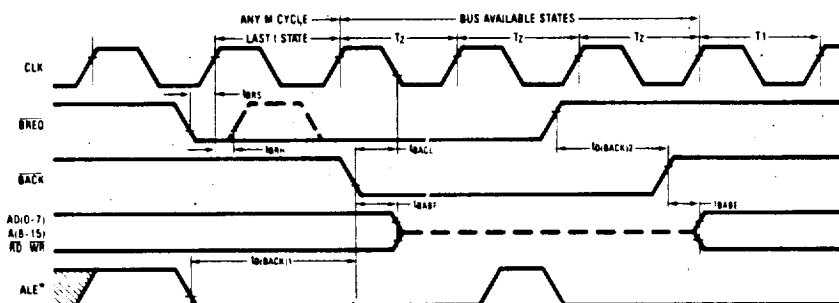 ANY M CYCLE BUS AVAILABLE STATES
LAST t STATE TZ TZ TZ T1
CLK
tBRS
BREQ
tBRH tBACL tD(BACK)2
BACK
tBABF tBABE
AD(0-7)
A(8-15)
RD WR
tD(BACK)1
ALE*